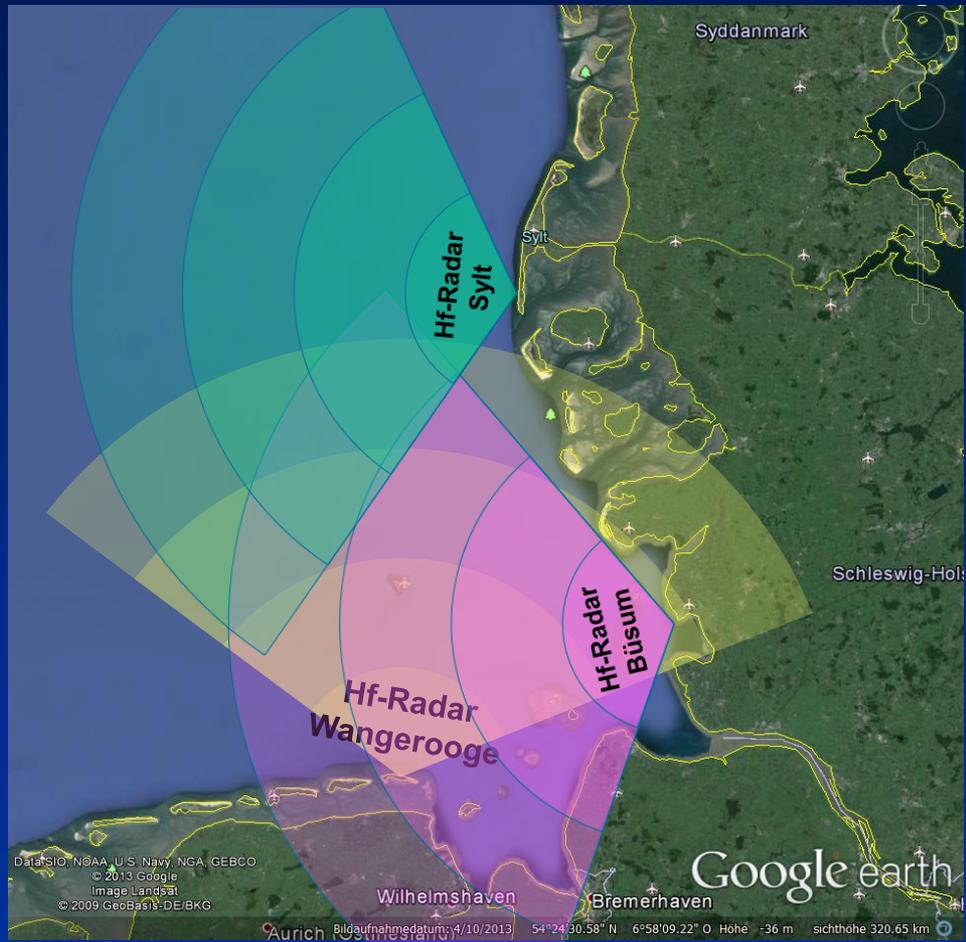 Syddanmark
Sylt
Hf-Radar
Sylt
Schleswig-Hols
Hf-Radar
Büsum
Hf-Radar
Wangerooge
Data SIO, NOAA, U.S. Navy, NGA, GEBCO
© 2013 Google
Image Landsat
© 2009 GeoBasis-DE/BKG
Google earth
Wilhelmshaven
Bremerhaven
Aurich (Ostfriesland)
Bildaufnahmedatum: 4/10/2013 54°24'30.58" N 6°58'09.22" O Höhe -36 m sichthöhe 320.65 km